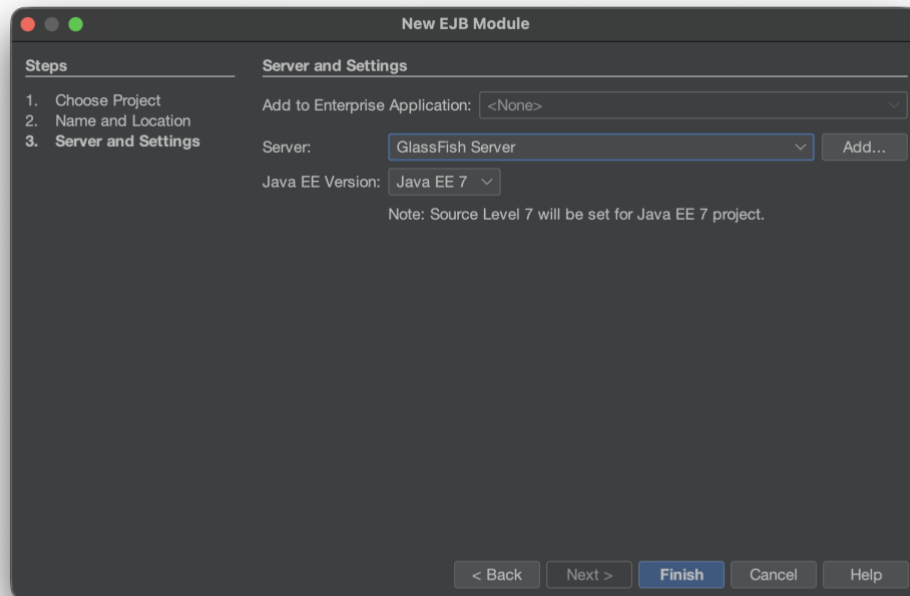 New EJB Module
Steps
1. Choose Project
2. Name and Location
3. Server and Settings
Server and Settings
Add to Enterprise Application: <None>
Server: GlassFish Server Add...
Java EE Version: Java EE 7
Note: Source Level 7 will be set for Java EE 7 project.
< Back Next > Finish Cancel Help